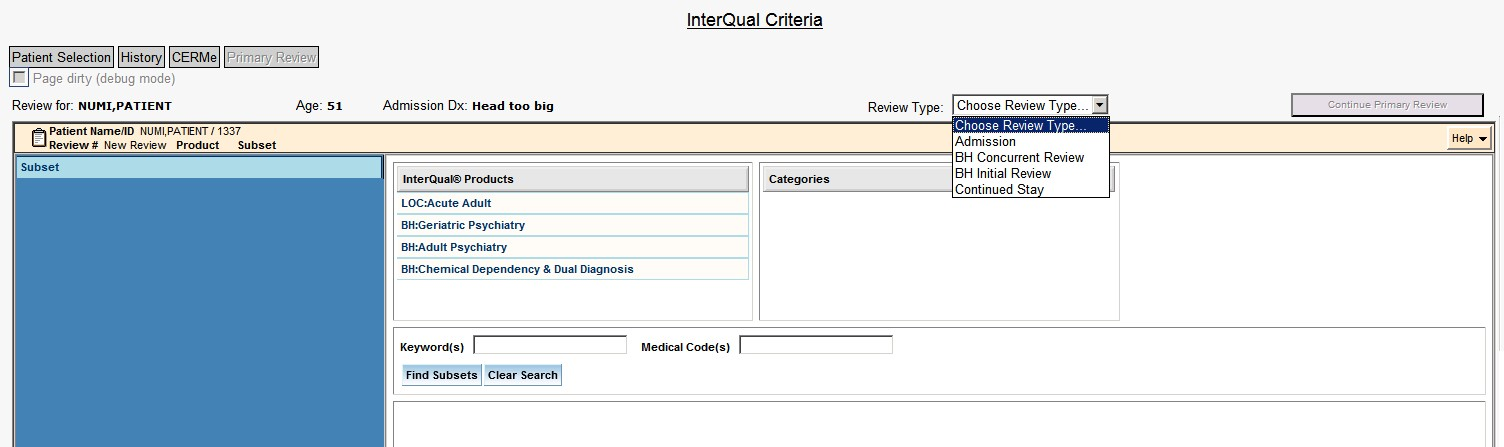 InterQual Criteria
Patient Selection History CERMe Primary Review
Page dirty (debug mode)
Review for: NUMI,PATIENT Age: 51 Admission Dx: Head too big Review Type: Choose Review Type... Continue Primary Review
Choose Review Type...
Admission
BH Concurrent Review
BH Initial Review
Continued Stay
Patient Name/ID NUMI,PATIENT / 1337
Review # New Review Product Subset
Help
Subset
InterQual® Products
LOC:Acute Adult
BH:Geriatric Psychiatry
BH:Adult Psychiatry
BH:Chemical Dependency & Dual Diagnosis
Categories
Keyword(s) Medical Code(s)
Find Subsets Clear Search